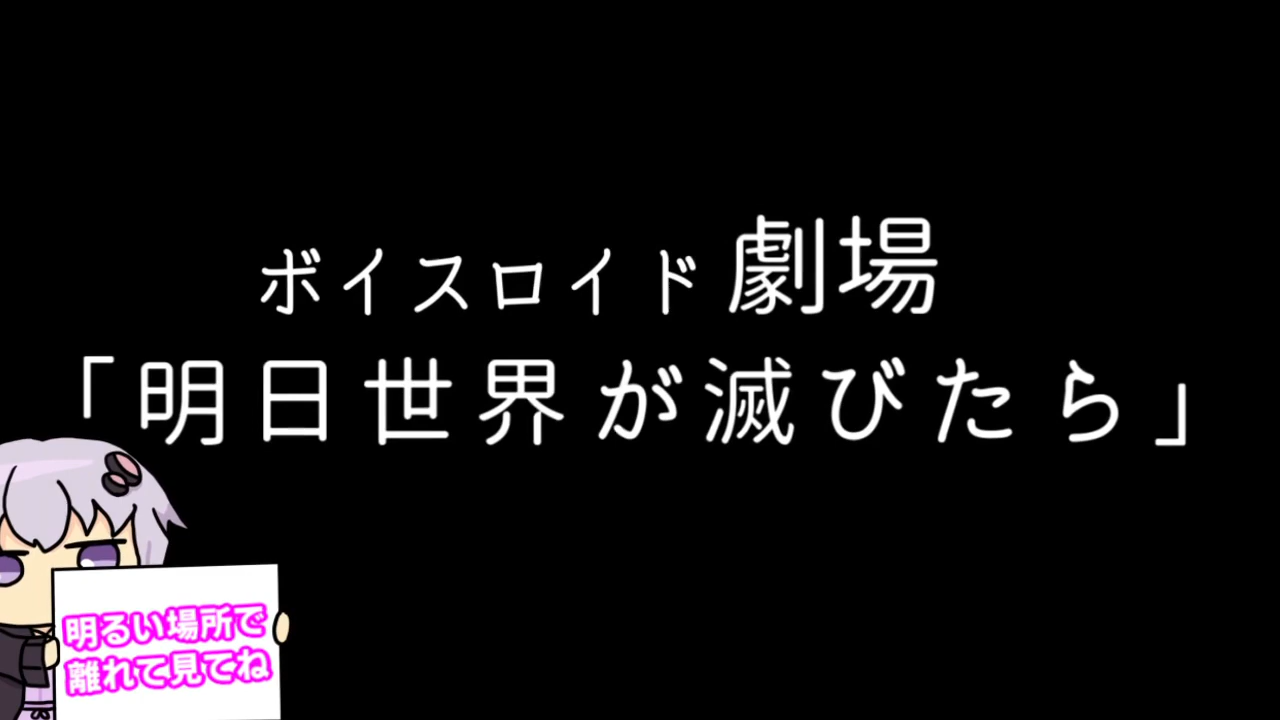 ボイスロイド劇場
「明日世界が滅びたら」
明るい場所で
離れて見てね